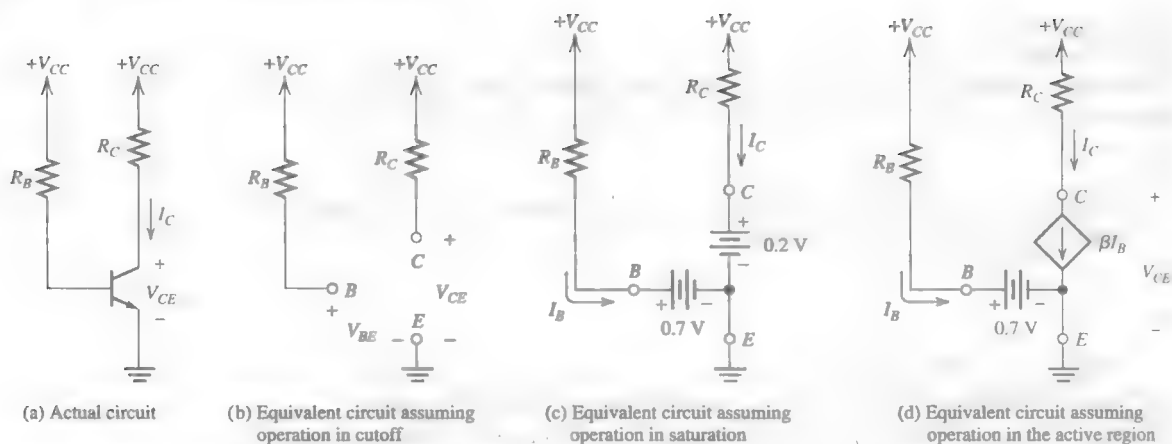 +V_CC
+V_CC
R_B
R_C
I_C
+
V_CE
−
(a) Actual circuit
+V_CC
+V_CC
R_B
R_C
C
+
B
+
V_CE
V_BE
−
E
−
(b) Equivalent circuit assuming
operation in cutoff
+V_CC
+V_CC
R_C
R_B
I_C
C
+
0.2 V
−
B
+
−
I_B
0.7 V
E
(c) Equivalent circuit assuming
operation in saturation
+V_CC
+V_CC
R_C
R_B
I_C
C
+
βI_B
V_CE
B
+
−
I_B
0.7 V
E
−
(d) Equivalent circuit assuming
operation in the active region